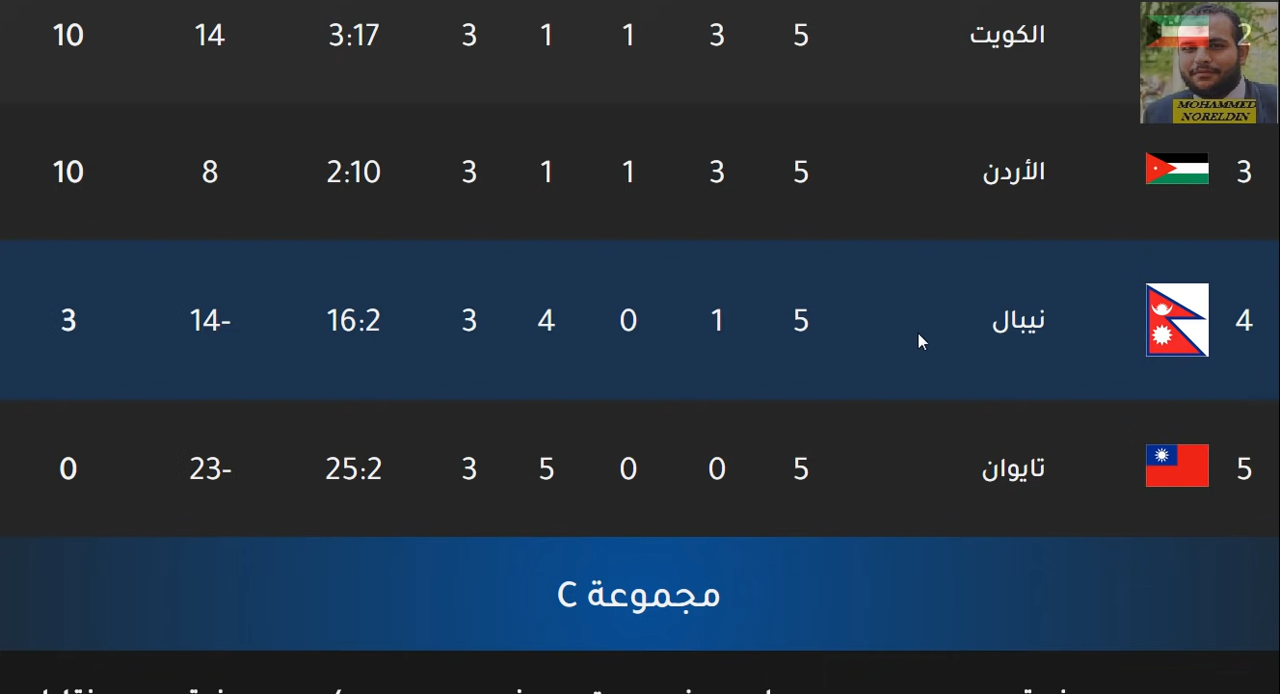 2 الكويت 5 3 1 1 3 3:17 14 10
MOHAMMED
NORELDIN
3 الأردن 5 3 1 1 3 2:10 8 10
4 نيبال 5 1 0 4 3 16:2 14- 3
5 تايوان 5 0 0 5 3 25:2 23- 0
مجموعة C